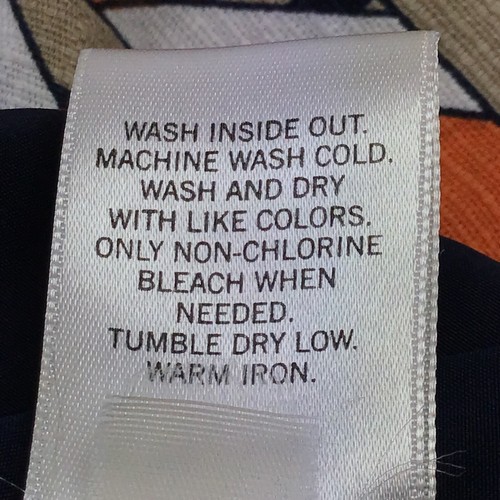 WASH INSIDE OUT.
MACHINE WASH COLD.
WASH AND DRY
WITH LIKE COLORS.
ONLY NON-CHLORINE
BLEACH WHEN
NEEDED.
TUMBLE DRY LOW.
WARM IRON.